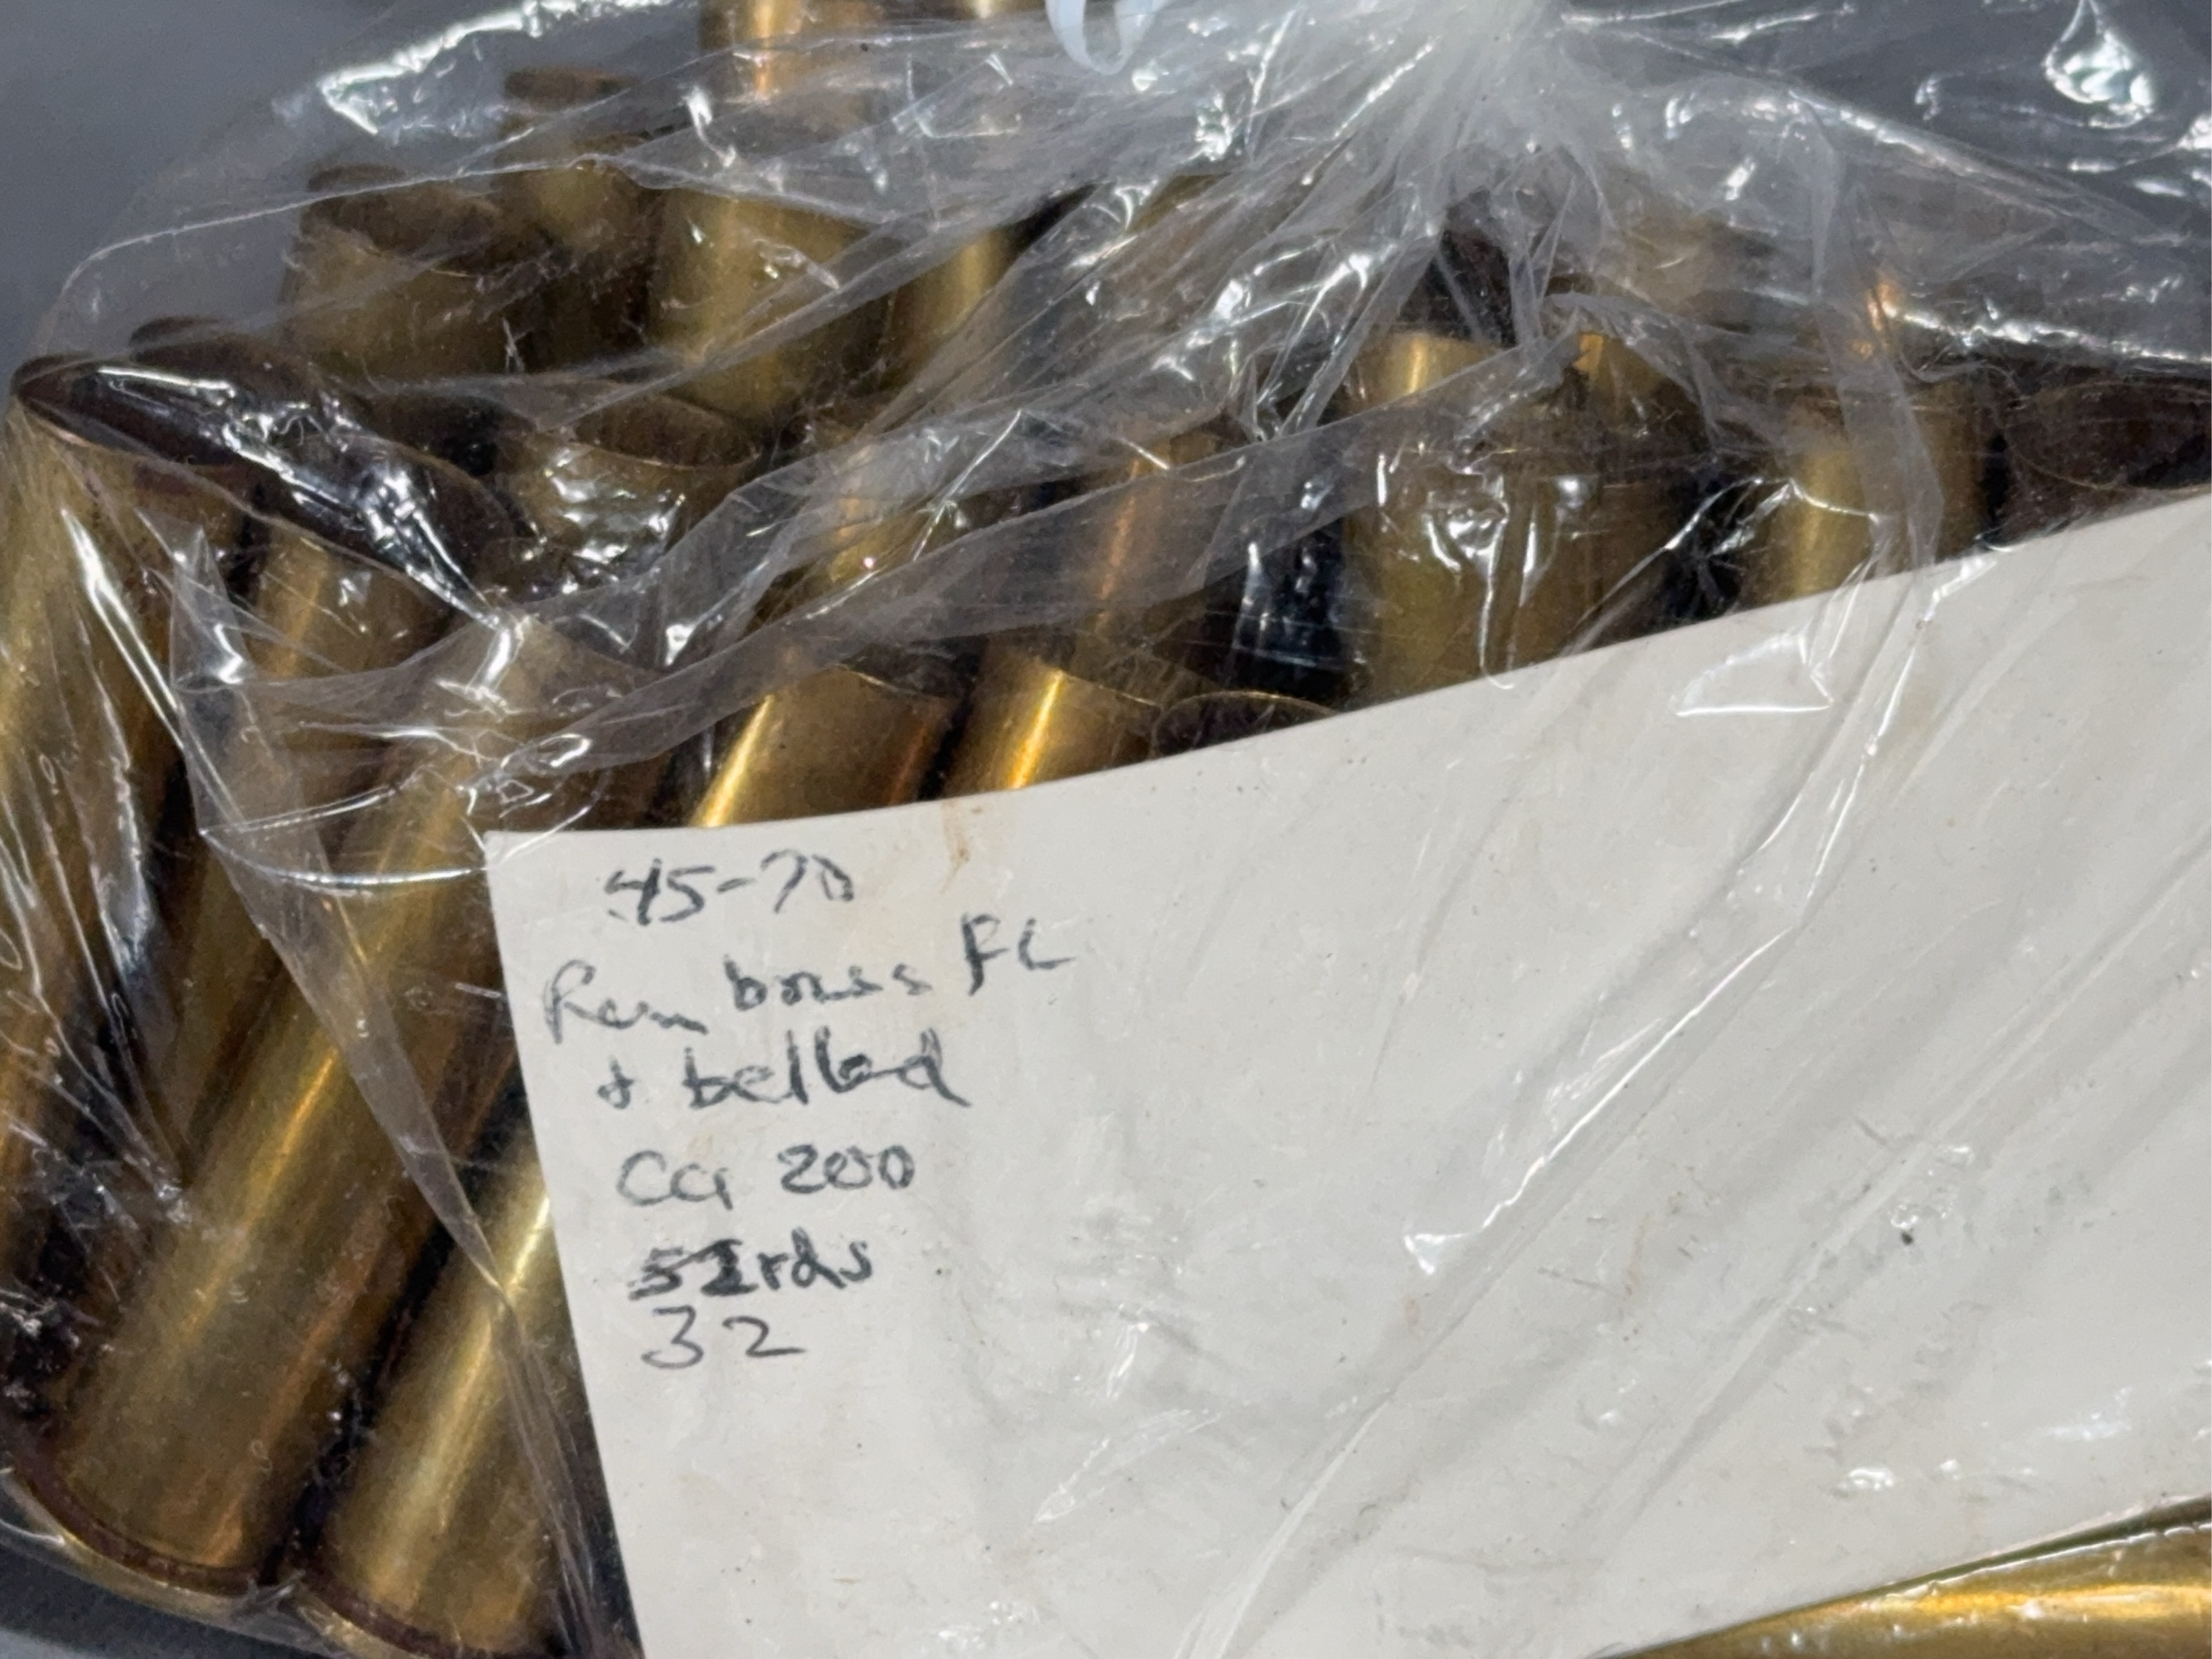 45-70
Rem brass FL
& belled
CCI 200
52rds
32